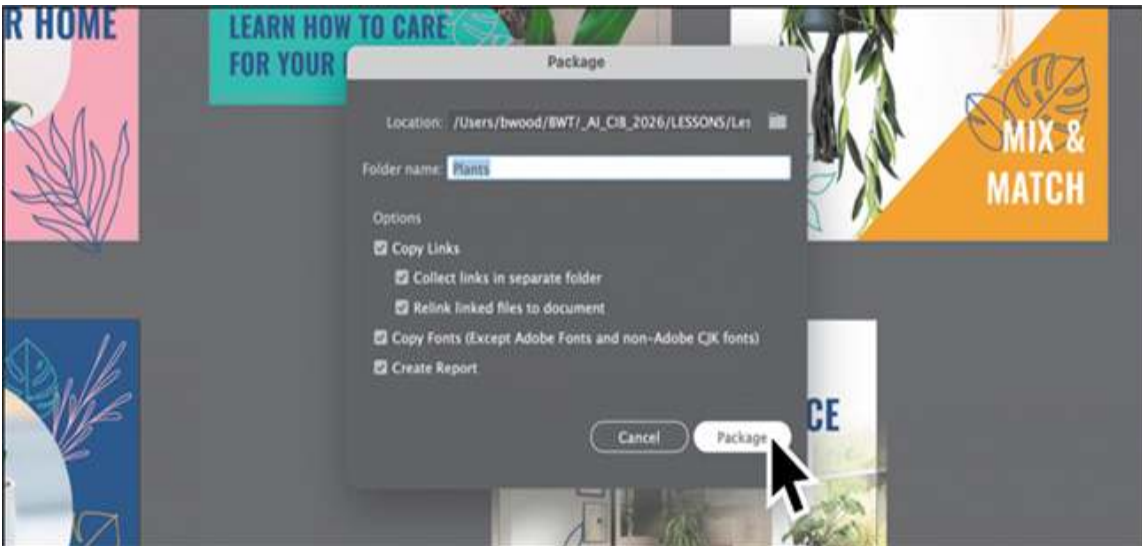 R HOME
LEARN HOW TO CARE
FOR YOUR
Package
Location: /Users/bwood/BWT/_AI_CIB_2026/LESSONS/Les
Folder name: Plants
Options
Copy Links
Collect links in separate folder
Relink linked files to document
Copy Fonts (Except Adobe Fonts and non-Adobe CJK fonts)
Create Report
Cancel
Package
MIX &
MATCH
CE